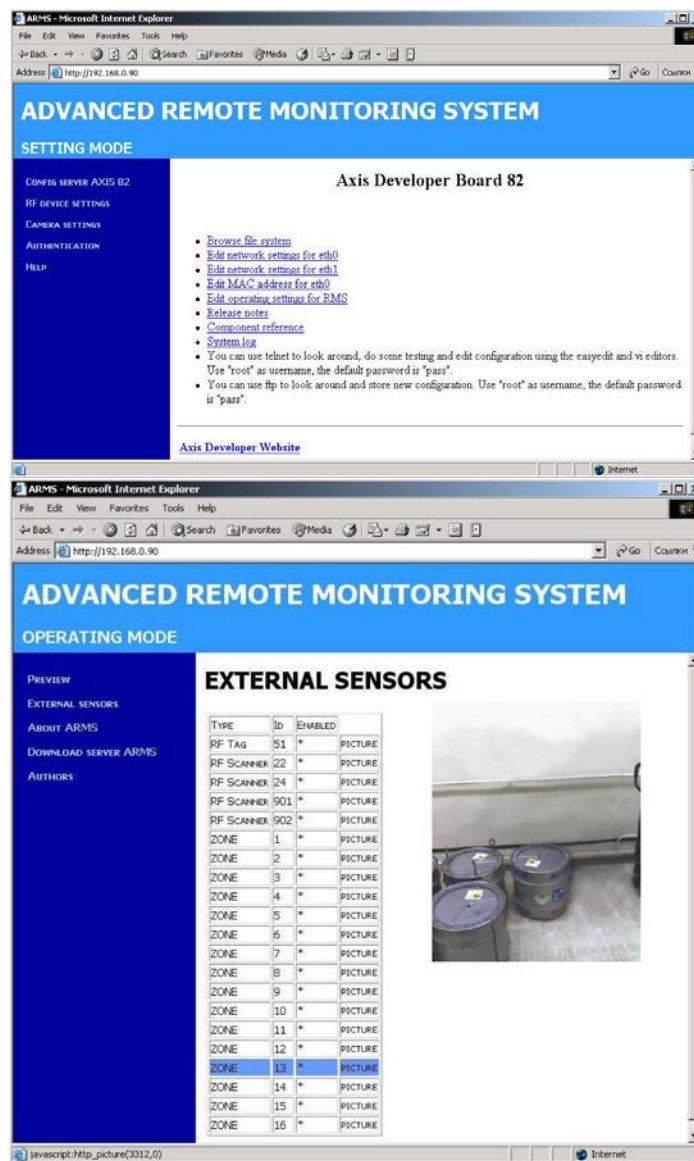 ARMS - Microsoft Internet Explorer
File Edit View Favorites Tools Help
Back Search Favorites Media
Address http://192.168.0.90 Go Ссылки
ADVANCED REMOTE MONITORING SYSTEM
SETTING MODE
CONFIG SERVER AXIS 82
RF DEVICE SETTINGS
CAMERA SETTINGS
AUTHENTICATION
HELP
Axis Developer Board 82
Browse file system
Edit network settings for eth0
Edit network settings for eth1
Edit MAC address for eth0
Edit operating settings for RMS
Release notes
Component reference
System log
You can use telnet to look around, do some testing and edit configuration using the easyedit and vi editors.
Use "root" as username, the default password is "pass".
You can use ftp to look around and store new configuration. Use "root" as username, the default password
is "pass".
Axis Developer Website
Internet
ARMS - Microsoft Internet Explorer
File Edit View Favorites Tools Help
Back Search Favorites Media
Address http://192.168.0.90 Go Ссылки
ADVANCED REMOTE MONITORING SYSTEM
OPERATING MODE
PREVIEW
EXTERNAL SENSORS
ABOUT ARMS
DOWNLOAD SERVER ARMS
AUTHORS
EXTERNAL SENSORS
TYPE ID ENABLED
RF TAG 51 * PICTURE
RF SCANNER 22 * PICTURE
RF SCANNER 24 * PICTURE
RF SCANNER 901 * PICTURE
RF SCANNER 902 * PICTURE
ZONE 1 * PICTURE
ZONE 2 * PICTURE
ZONE 3 * PICTURE
ZONE 4 * PICTURE
ZONE 5 * PICTURE
ZONE 6 * PICTURE
ZONE 7 * PICTURE
ZONE 8 * PICTURE
ZONE 9 * PICTURE
ZONE 10 * PICTURE
ZONE 11 * PICTURE
ZONE 12 * PICTURE
ZONE 13 * PICTURE
ZONE 14 * PICTURE
ZONE 15 * PICTURE
ZONE 16 * PICTURE
javascript:http_picture(3312,0) Internet